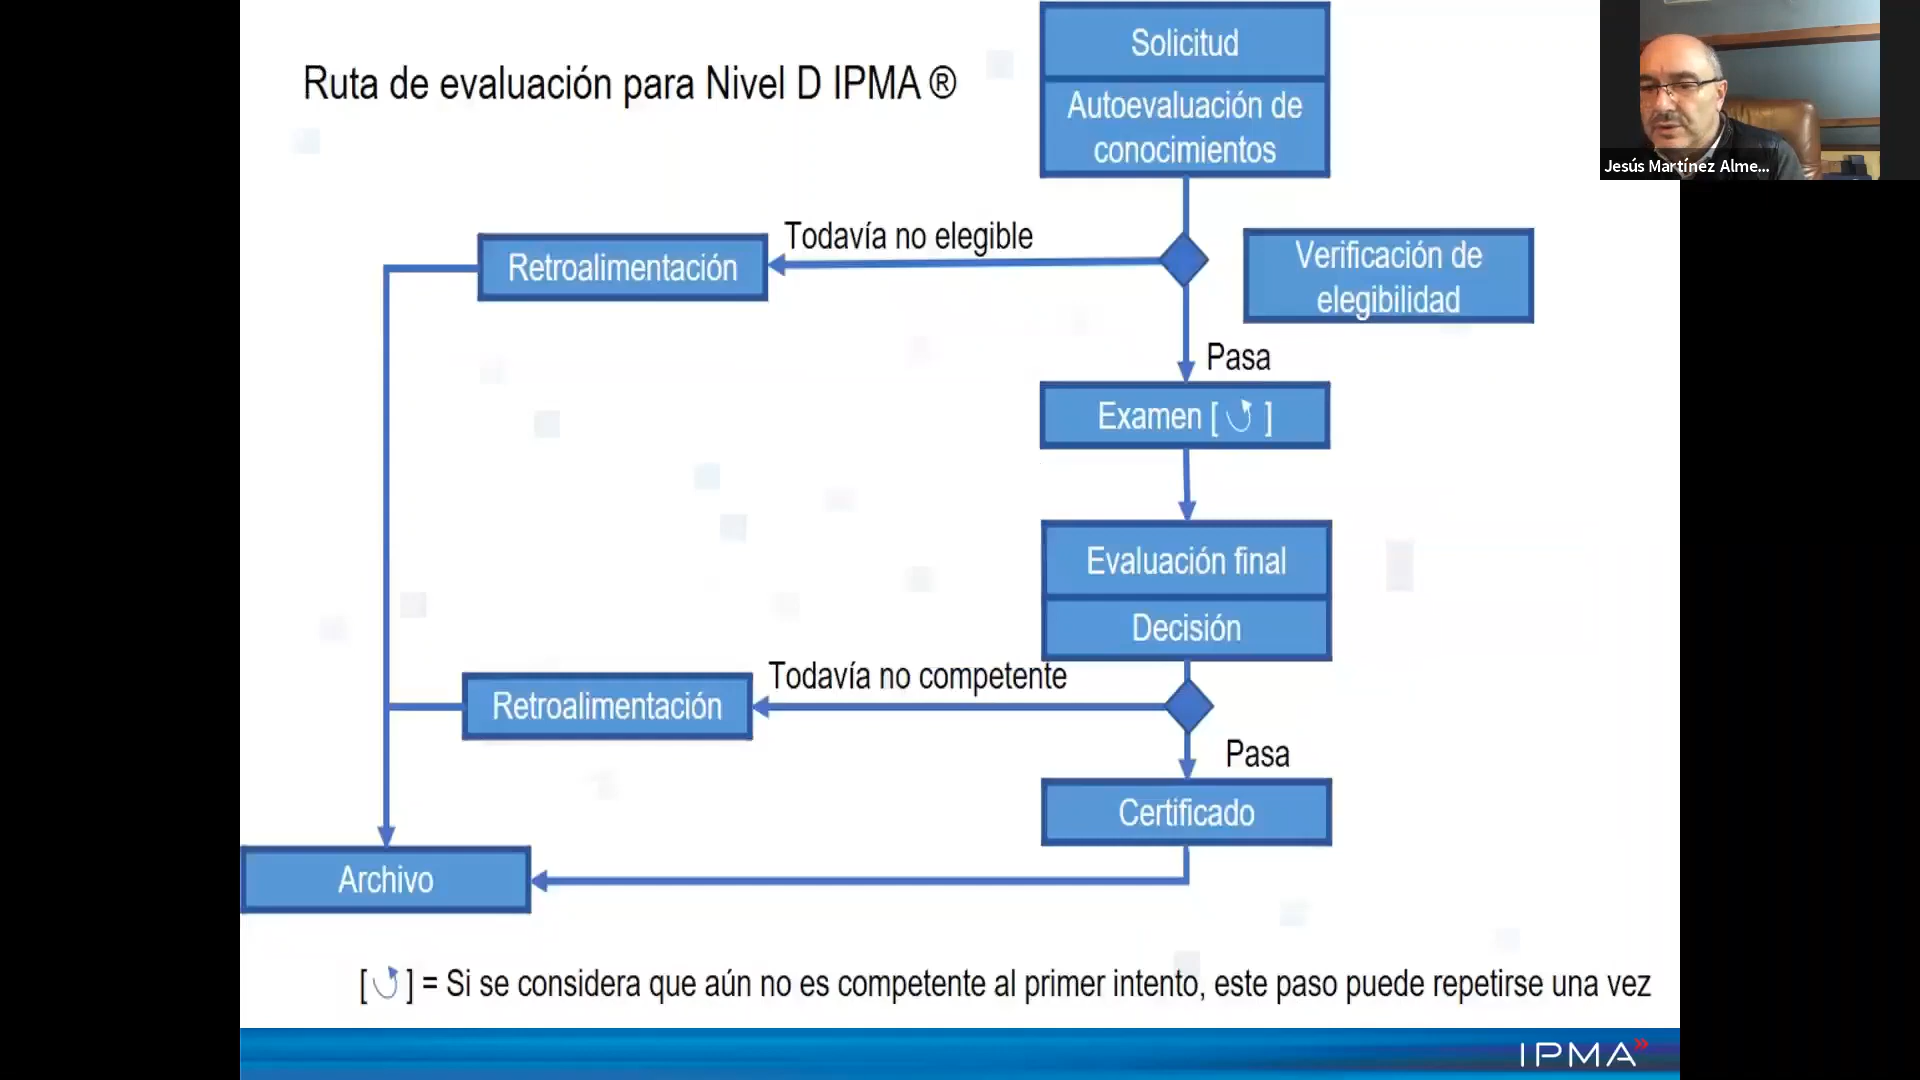 Ruta de evaluación para Nivel D IPMA ®
Solicitud
Autoevaluación de
conocimientos
Jesús Martínez Alme...
Todavía no elegible
Retroalimentación
Verificación de
elegibilidad
Pasa
Examen [ ]
Evaluación final
Decisión
Todavía no competente
Retroalimentación
Pasa
Certificado
Archivo
[ ] = Si se considera que aún no es competente al primer intento, este paso puede repetirse una vez
IPMA